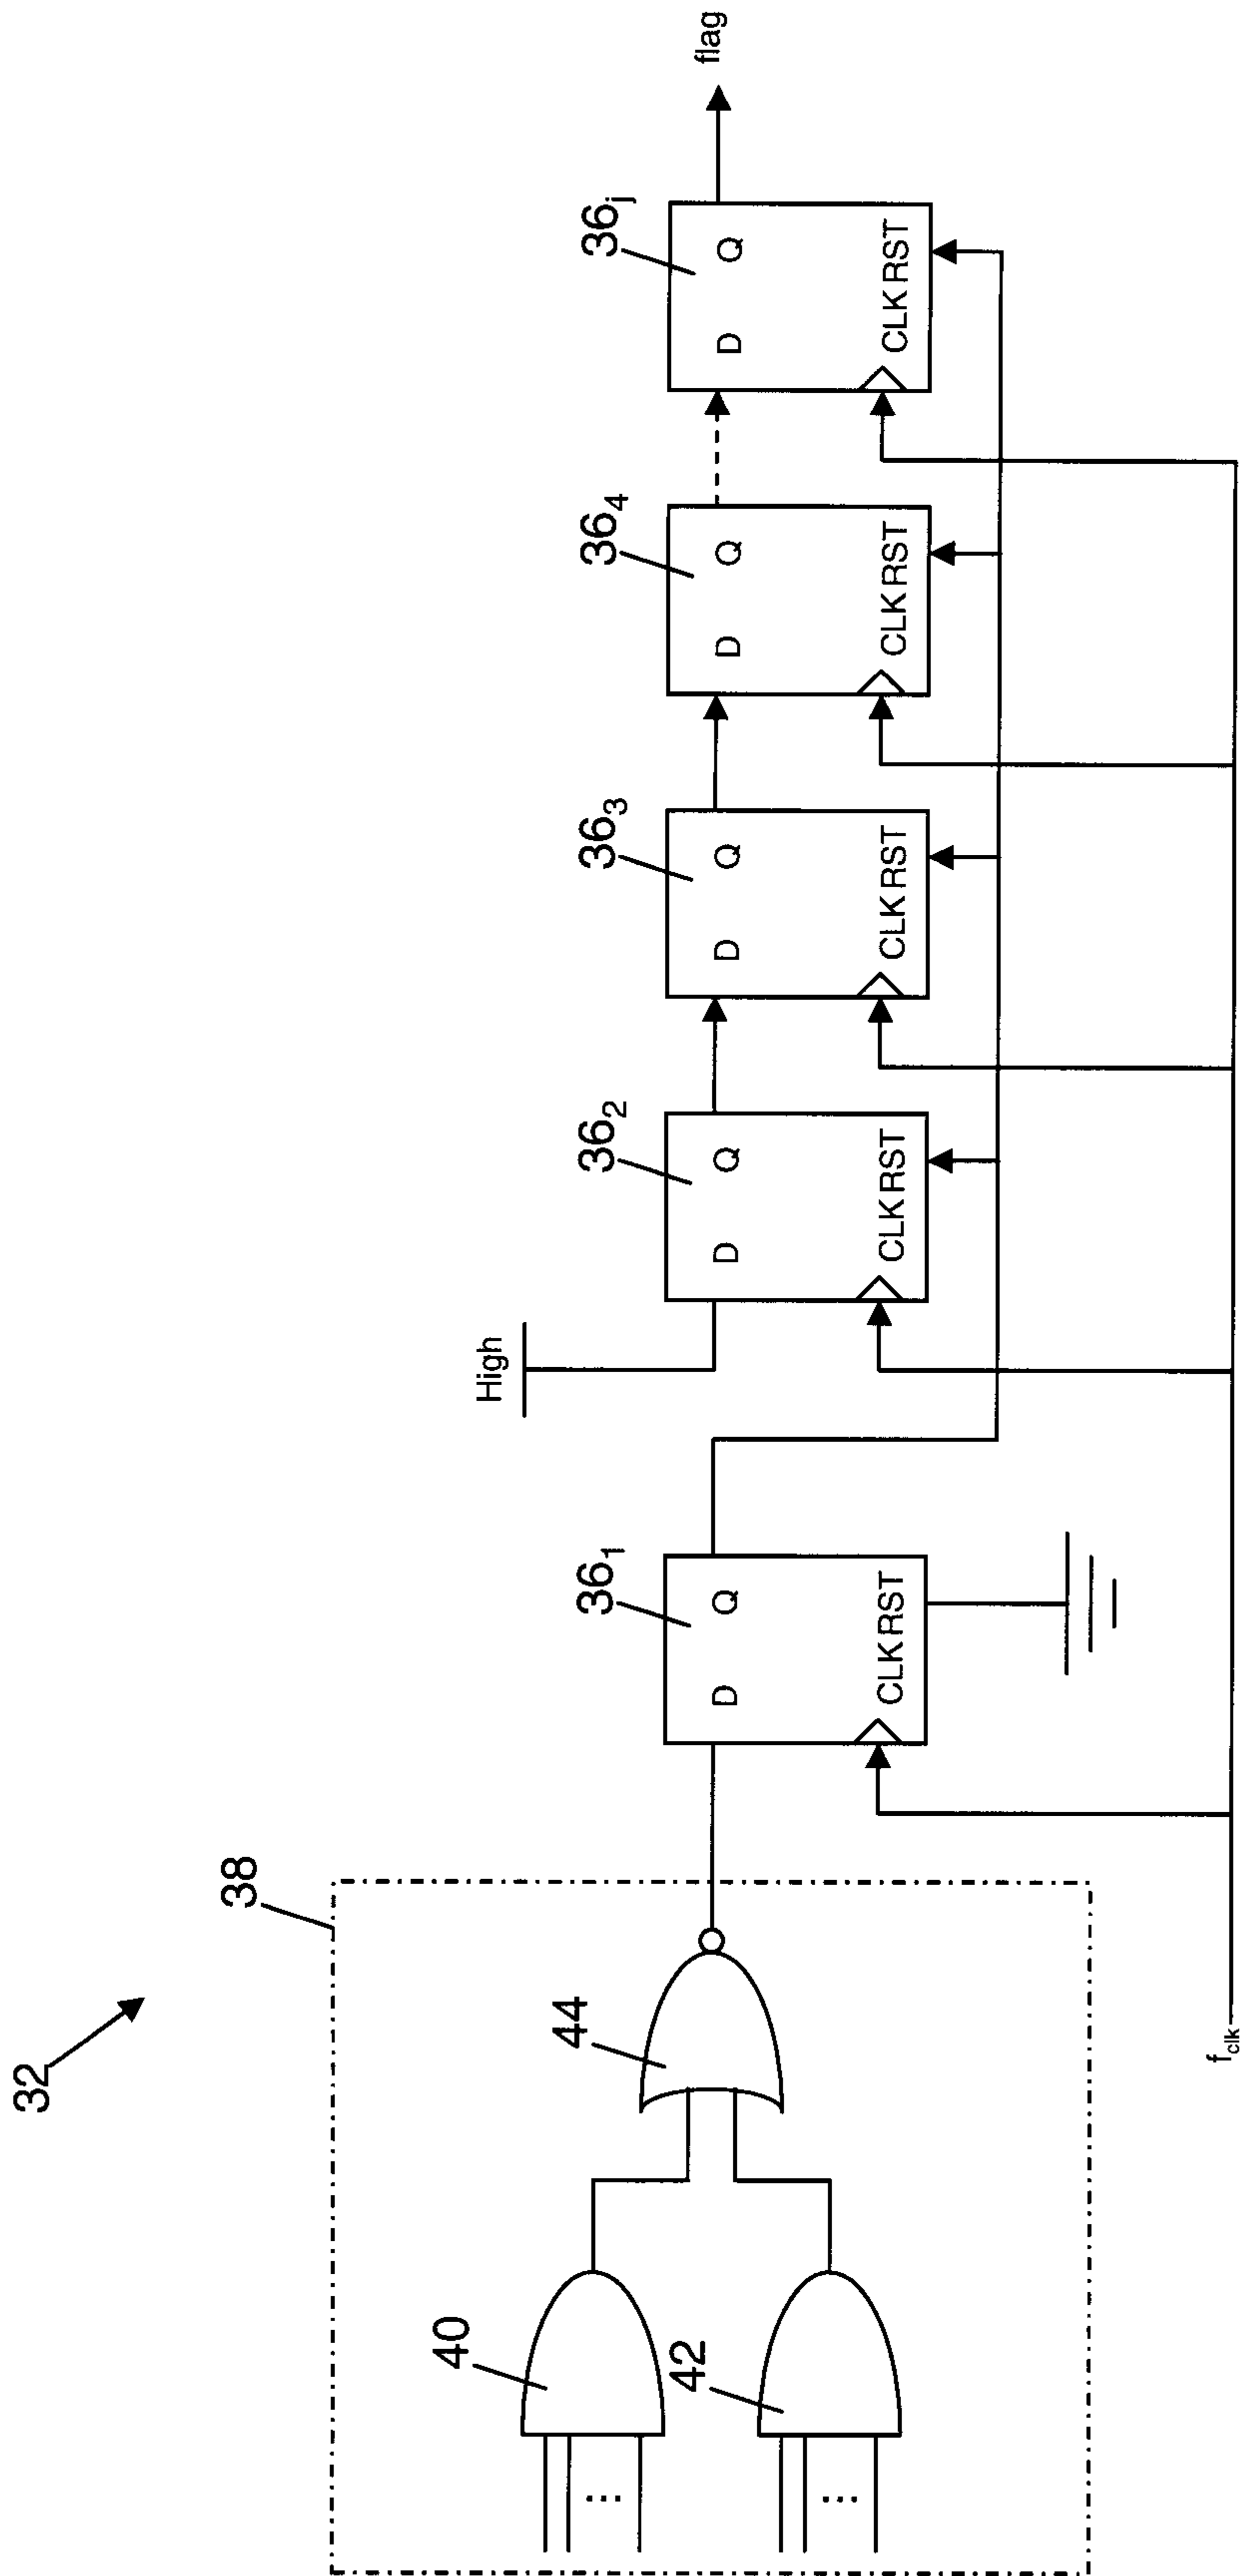 32
38
40
42
44
36₁
D Q
CLK RST
High
36₂
D Q
CLK RST
36₃
D Q
CLK RST
36₄
D Q
CLK RST
36ⱼ
D Q
CLK RST
flag
f_clk
...
...